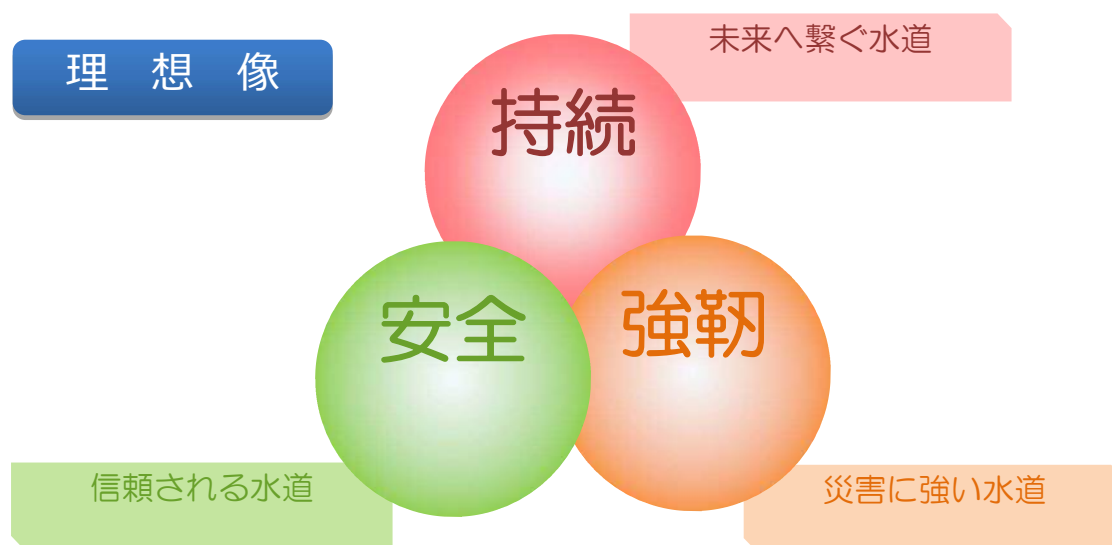 理想像
未来へ繋ぐ水道
持続
安全
強靭
信頼される水道
災害に強い水道